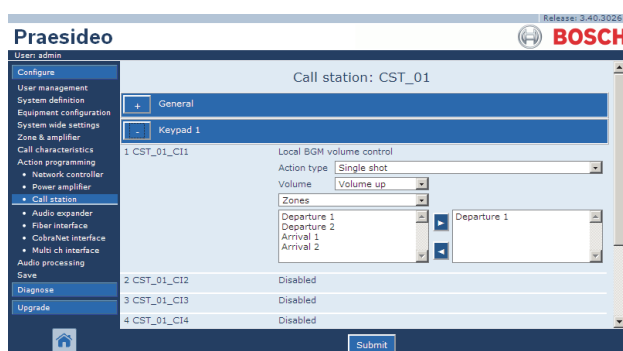 Release: 3.40.3026
Praesideo
BOSCH
User: admin
Configure
User management
System definition
Equipment configuration
System wide settings
Zone & amplifier
Call characteristics
Action programming
• Network controller
• Power amplifier
• Call station
• Audio expander
• Fiber interface
• CobraNet interface
• Multi ch interface
Audio processing
Save
Diagnose
Upgrade
Call station: CST_01
+ General
- Keypad 1
1 CST_01_CI1 Local BGM volume control
Action type Single shot
Volume Volume up
Zones
Departure 1
Departure 2
Arrival 1
Arrival 2
Departure 1
2 CST_01_CI2 Disabled
3 CST_01_CI3 Disabled
4 CST_01_CI4 Disabled
Submit